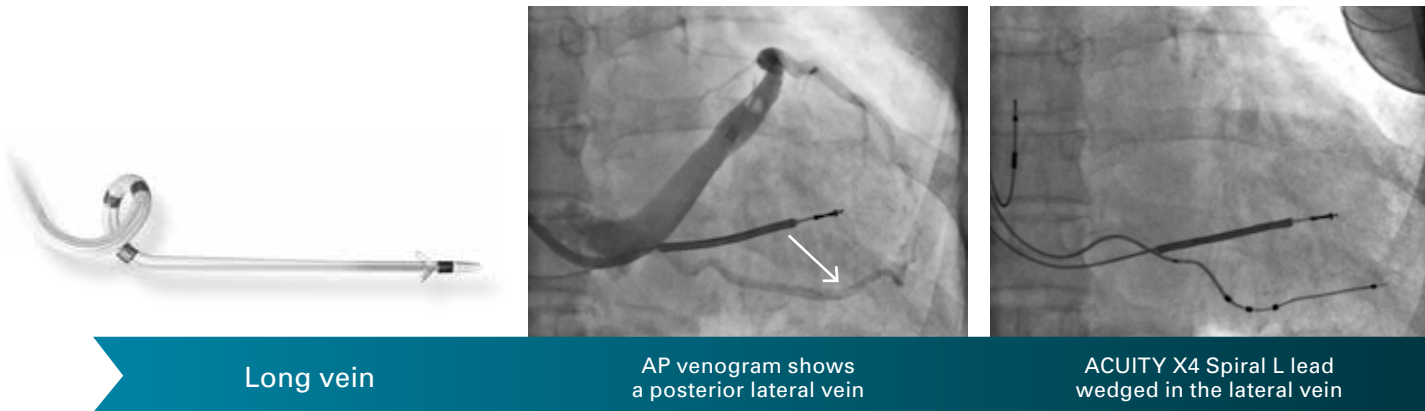 Long vein
AP venogram shows
a posterior lateral vein
ACUITY X4 Spiral L lead
wedged in the lateral vein